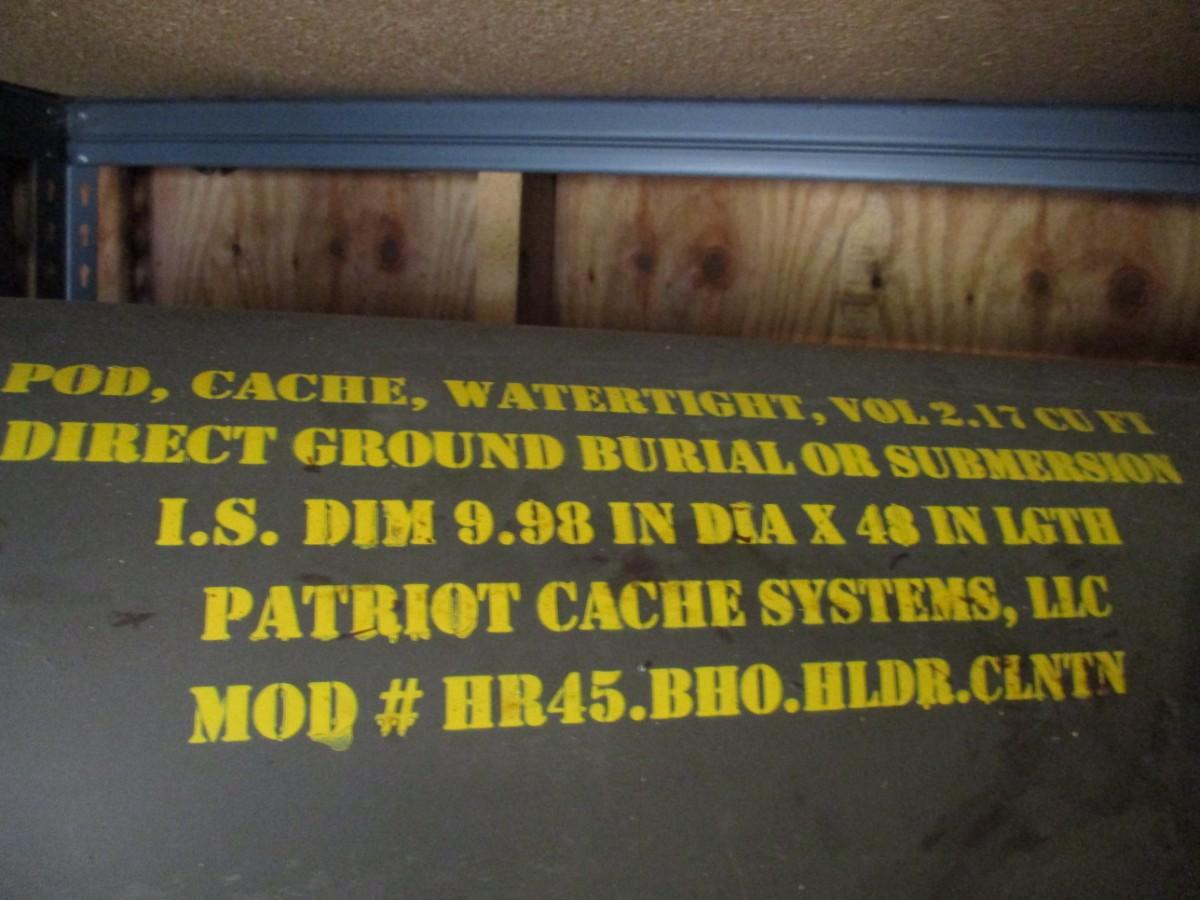 POD, CACHE, WATERTIGHT, VOL 2.17 CU FT
DIRECT GROUND BURIAL OR SUBMERSION
I.S. DIM 9.98 IN DIA X 48 IN LGTH
PATRIOT CACHE SYSTEMS, LLC
MOD # HR45.BHO.HLDR.CLNTN